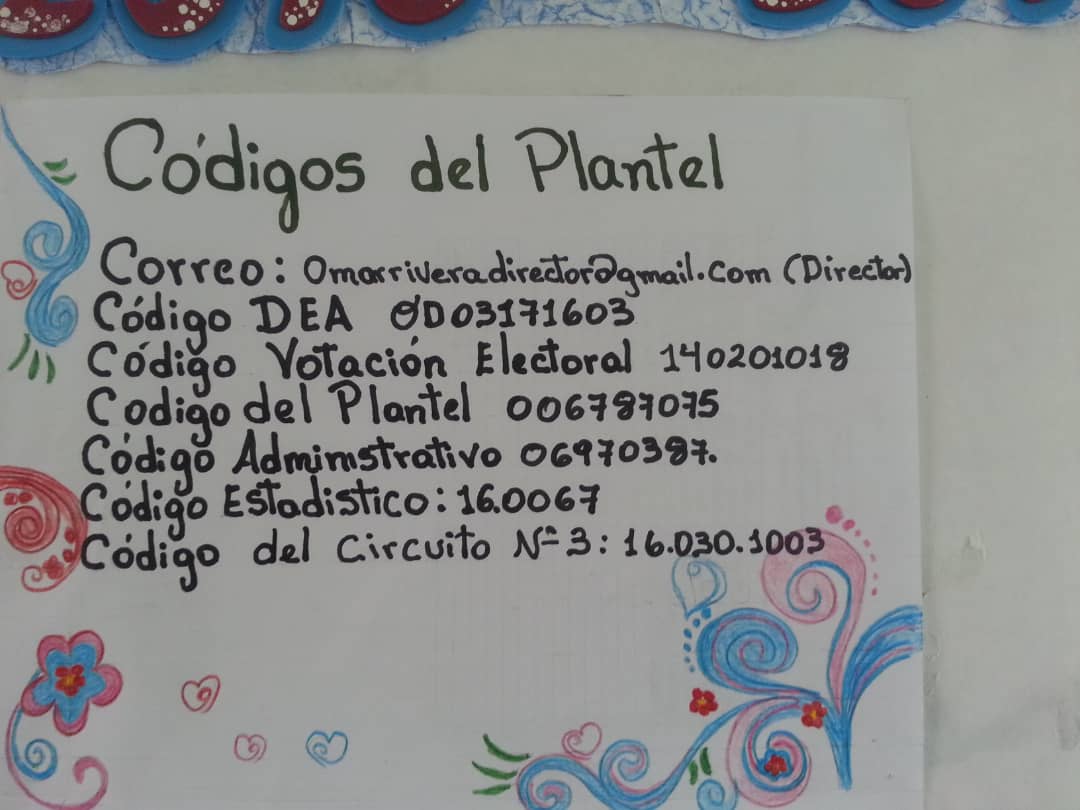 Códigos del Plantel
Correo: Omarriveradirector@gmail.com (Director)
Código DEA OD03171603
Código Votación Electoral 140201018
Codigo del Plantel 006787075
Código Adminimstrativo 06970387.
Código Estadistico: 16.0067
Código del Circuito Nº 3: 16.030.1003